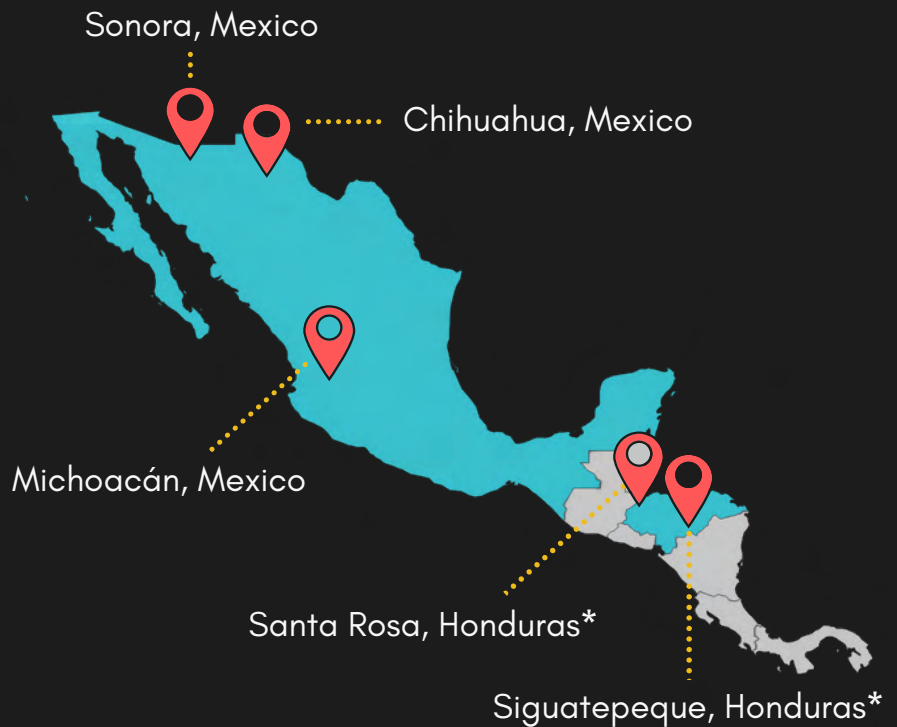 Sonora, Mexico
Chihuahua, Mexico
Michoacán, Mexico
Santa Rosa, Honduras*
Siguatepeque, Honduras*